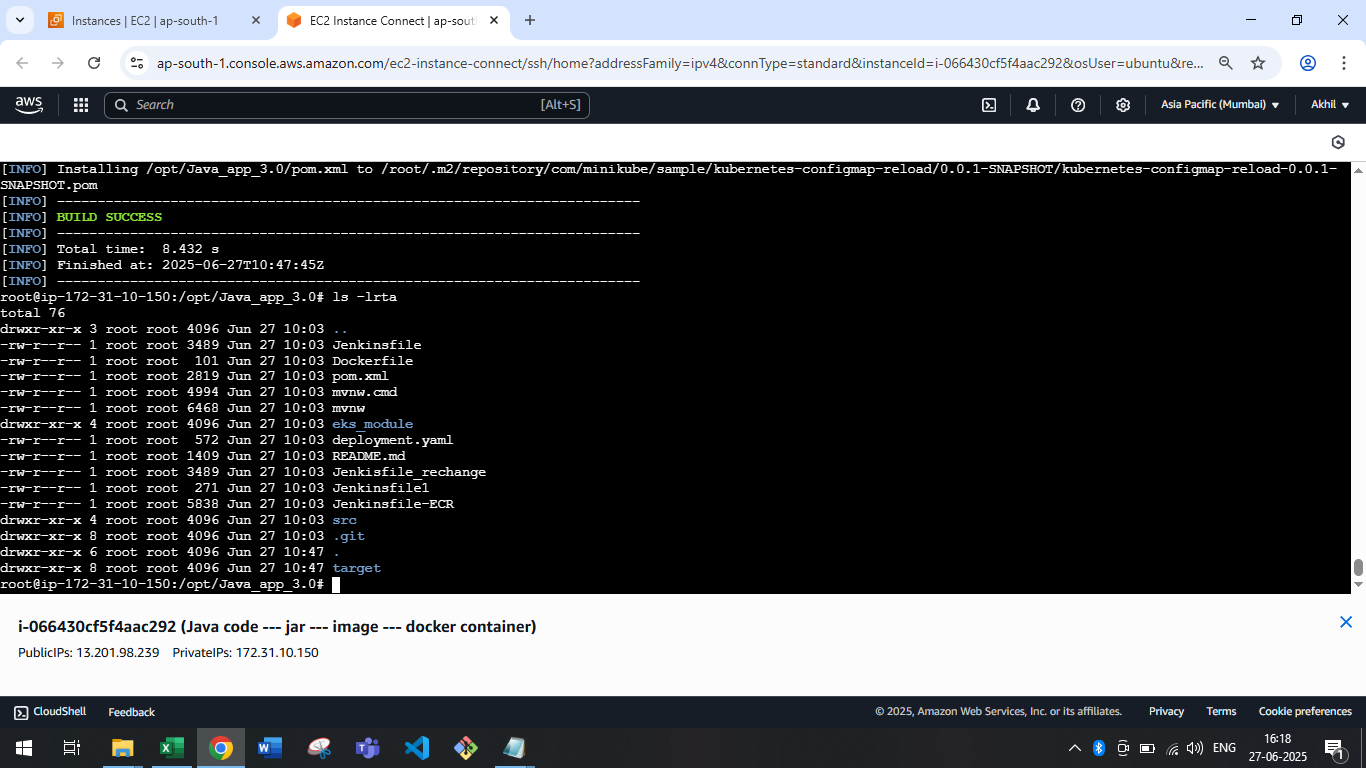 Instances | EC2 | ap-south-1
EC2 Instance Connect | ap-sout
ap-south-1.console.aws.amazon.com/ec2-instance-connect/ssh/home?addressFamily=ipv4&connType=standard&instanceId=i-066430cf5f4aac292&osUser=ubuntu&re...
aws
Search
[Alt+S]
Asia Pacific (Mumbai)
Akhil
[INFO] Installing /opt/Java_app_3.0/pom.xml to /root/.m2/repository/com/minikube/sample/kubernetes-configmap-reload/0.0.1-SNAPSHOT/kubernetes-configmap-reload-0.0.1-
SNAPSHOT.pom
[INFO] ------------------------------------------------------------------------
[INFO] BUILD SUCCESS
[INFO] ------------------------------------------------------------------------
[INFO] Total time:  8.432 s
[INFO] Finished at: 2025-06-27T10:47:45Z
[INFO] ------------------------------------------------------------------------
root@ip-172-31-10-150:/opt/Java_app_3.0# ls -lrta
total 76
drwxr-xr-x 3 root root 4096 Jun 27 10:03 ..
-rw-r--r-- 1 root root 3489 Jun 27 10:03 Jenkinsfile
-rw-r--r-- 1 root root  101 Jun 27 10:03 Dockerfile
-rw-r--r-- 1 root root 2819 Jun 27 10:03 pom.xml
-rw-r--r-- 1 root root 4994 Jun 27 10:03 mvnw.cmd
-rw-r--r-- 1 root root 6468 Jun 27 10:03 mvnw
drwxr-xr-x 4 root root 4096 Jun 27 10:03 eks_module
-rw-r--r-- 1 root root  572 Jun 27 10:03 deployment.yaml
-rw-r--r-- 1 root root 1409 Jun 27 10:03 README.md
-rw-r--r-- 1 root root 3489 Jun 27 10:03 Jenkisfile_rechange
-rw-r--r-- 1 root root  271 Jun 27 10:03 Jenkinsfile1
-rw-r--r-- 1 root root 5838 Jun 27 10:03 Jenkinsfile-ECR
drwxr-xr-x 4 root root 4096 Jun 27 10:03 src
drwxr-xr-x 8 root root 4096 Jun 27 10:03 .git
drwxr-xr-x 6 root root 4096 Jun 27 10:47 .
drwxr-xr-x 8 root root 4096 Jun 27 10:47 target
root@ip-172-31-10-150:/opt/Java_app_3.0#
i-066430cf5f4aac292 (Java code --- jar --- image --- docker container)
PublicIPs: 13.201.98.239 PrivateIPs: 172.31.10.150
CloudShell
Feedback
© 2025, Amazon Web Services, Inc. or its affiliates.
Privacy
Terms
Cookie preferences
ENG
16:18
27-06-2025
1